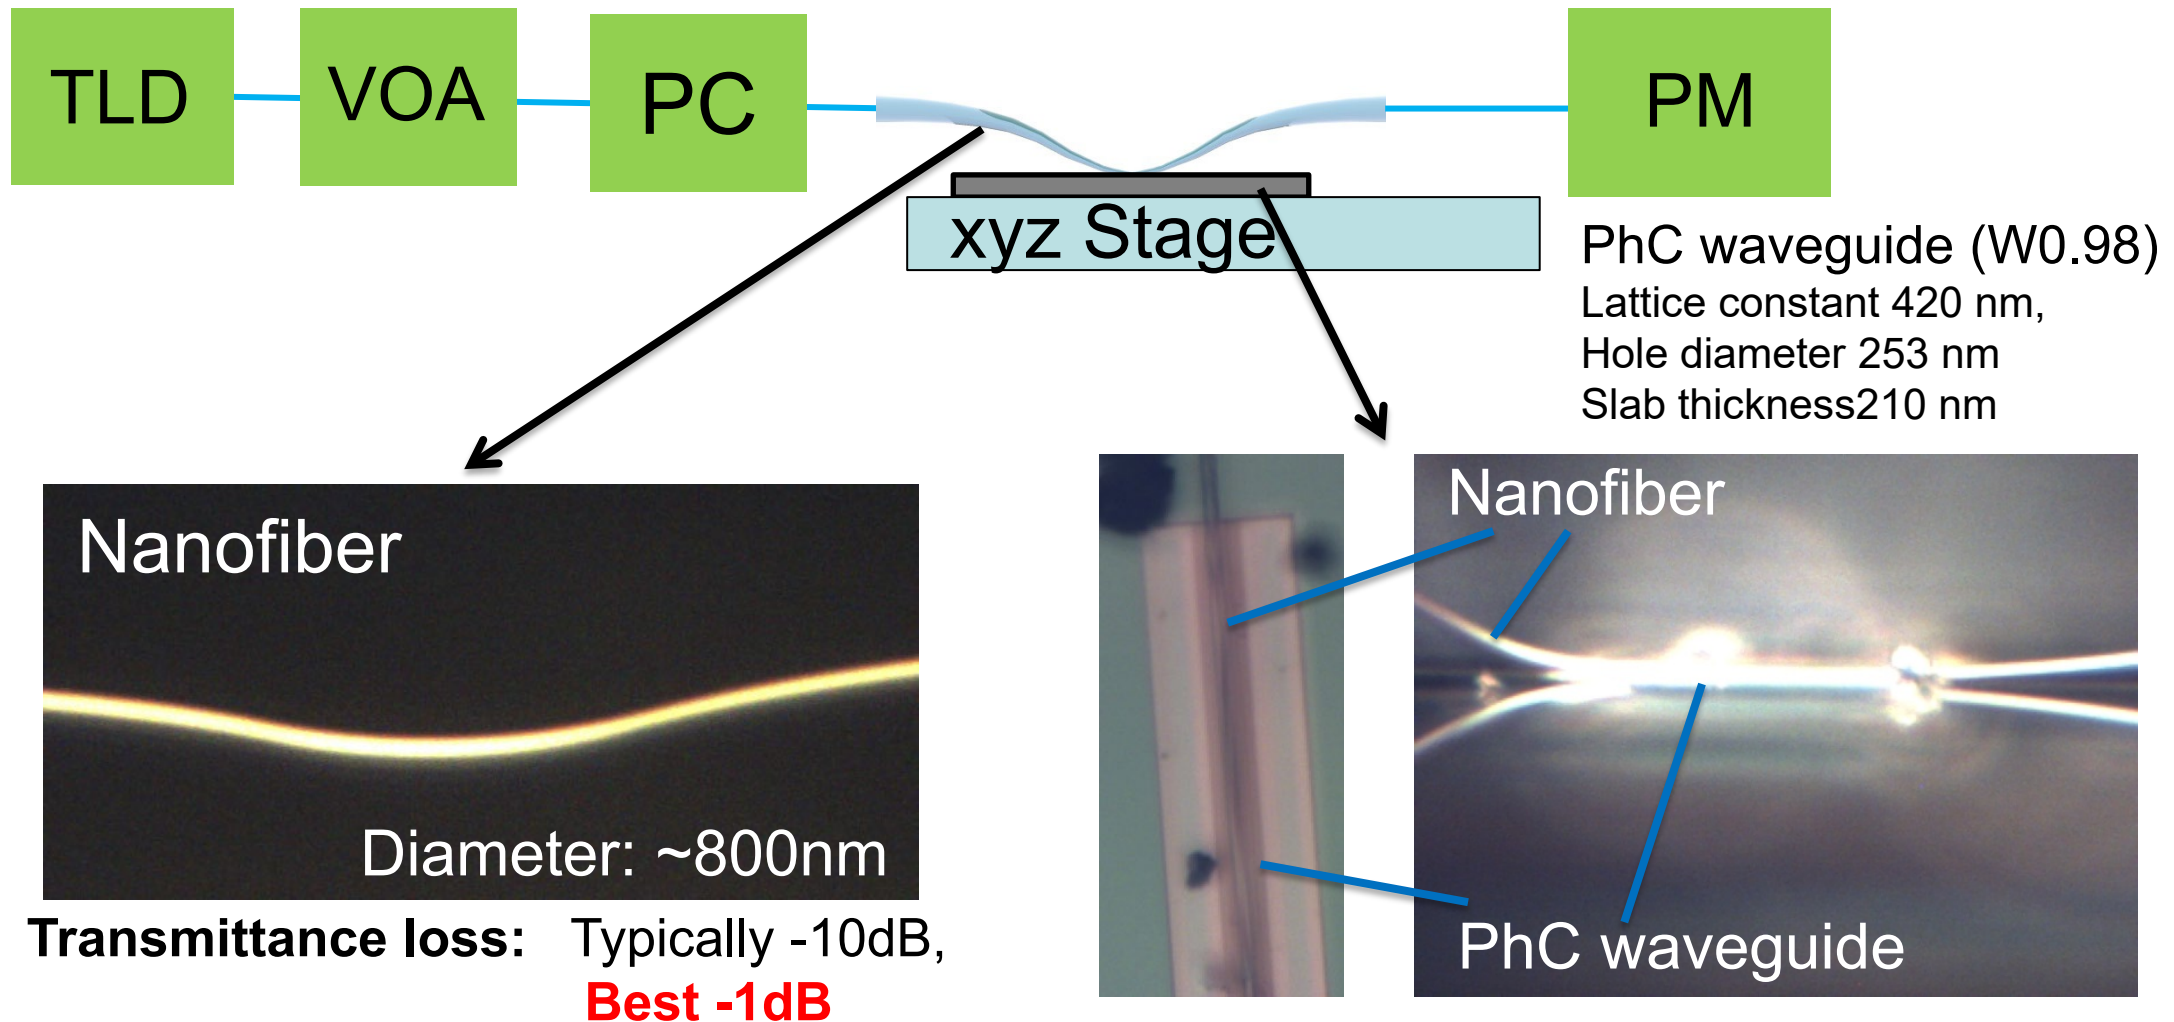 TLD
VOA
PC
PM
xyz Stage
PhC waveguide (W0.98)
Lattice constant 420 nm,
Hole diameter 253 nm
Slab thickness210 nm
Nanofiber
Diameter: ~800nm
Transmittance loss: Typically -10dB,
Best -1dB
Nanofiber
PhC waveguide